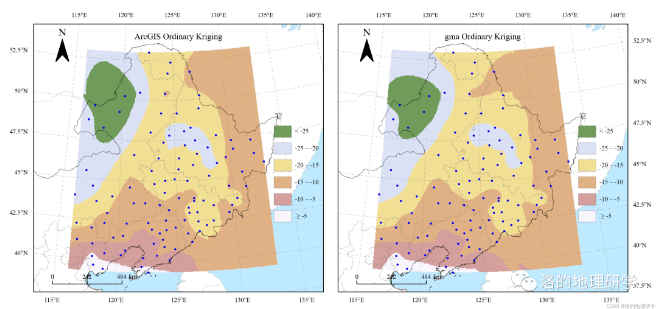 115°E 120°E 125°E 130°E 135°E
115°E 120°E 125°E 130°E 135°E
ArcGIS Ordinary Kriging
N
52.5°N
50°N
47.5°N
45°N
42.5°N
40°N
℃
< -25
-25 ~ -20
-20 ~ -15
-15 ~ -10
-10 ~ -5
≥ -5
0 242 484 km
115°E 120°E 125°E 130°E 135°E
gma Ordinary Kriging
N
52.5°N
50°N
47.5°N
45°N
42.5°N
40°N
37.5°N
℃
< -25
-25 ~ -20
-20 ~ -15
-15 ~ -10
-10 ~ -5
≥ -5
0 242 484 km
115°E 120°E 125°E 130°E 135°E
洛的地理研学
CSDN @洛的地理研学